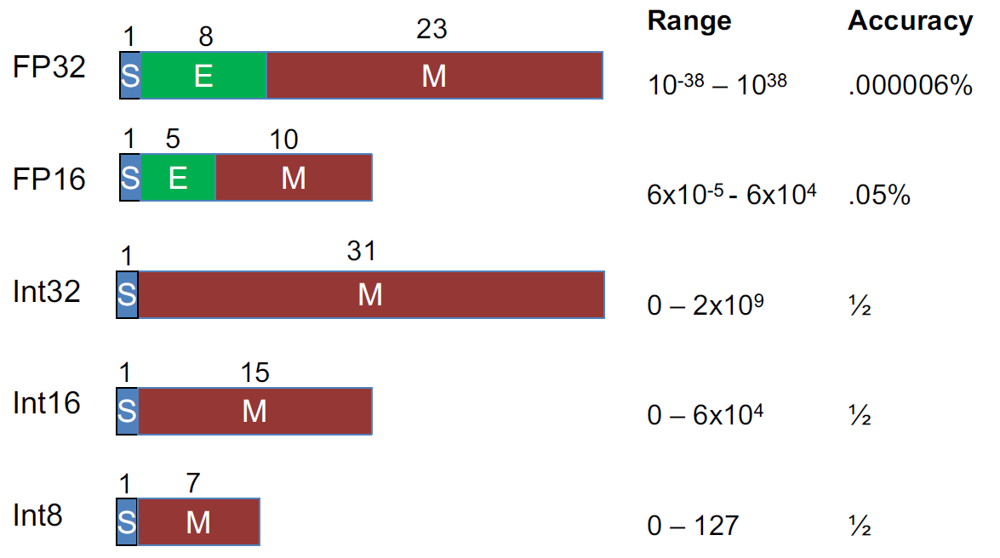 Range Accuracy
1 8 23
FP32 S E M 10-38 – 1038 .000006%
1 5 10
FP16 S E M 6x10-5 - 6x104 .05%
1 31
Int32 S M 0 – 2x109 ½
1 15
Int16 S M 0 – 6x104 ½
1 7
Int8 S M 0 – 127 ½